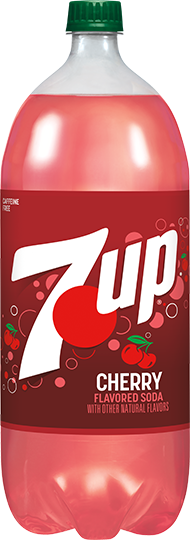 CAFFEINE
FREE
7up
CHERRY
FLAVORED SODA
WITH OTHER NATURAL FLAVORS